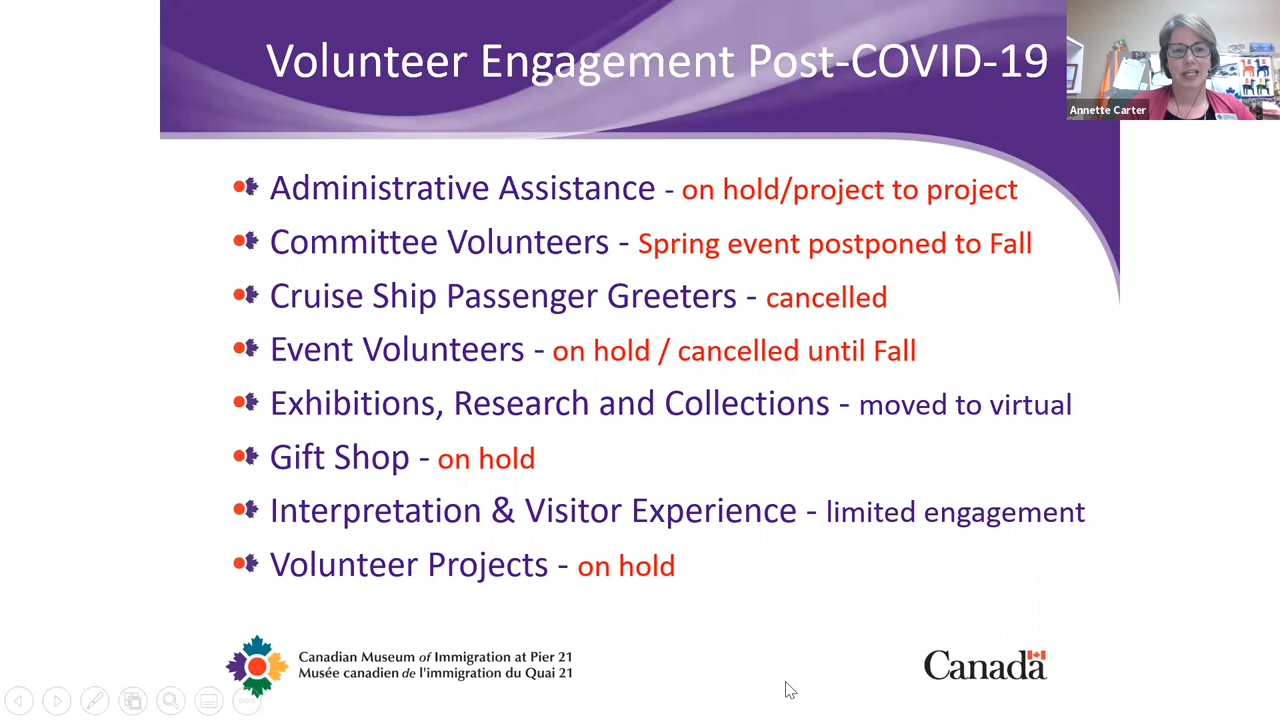 Volunteer Engagement Post-COVID-19
Annette Carter
Administrative Assistance - on hold/project to project
Committee Volunteers - Spring event postponed to Fall
Cruise Ship Passenger Greeters - cancelled
Event Volunteers - on hold / cancelled until Fall
Exhibitions, Research and Collections - moved to virtual
Gift Shop - on hold
Interpretation & Visitor Experience - limited engagement
Volunteer Projects - on hold
Canadian Museum of Immigration at Pier 21
Musée canadien de l'immigration du Quai 21
Canada